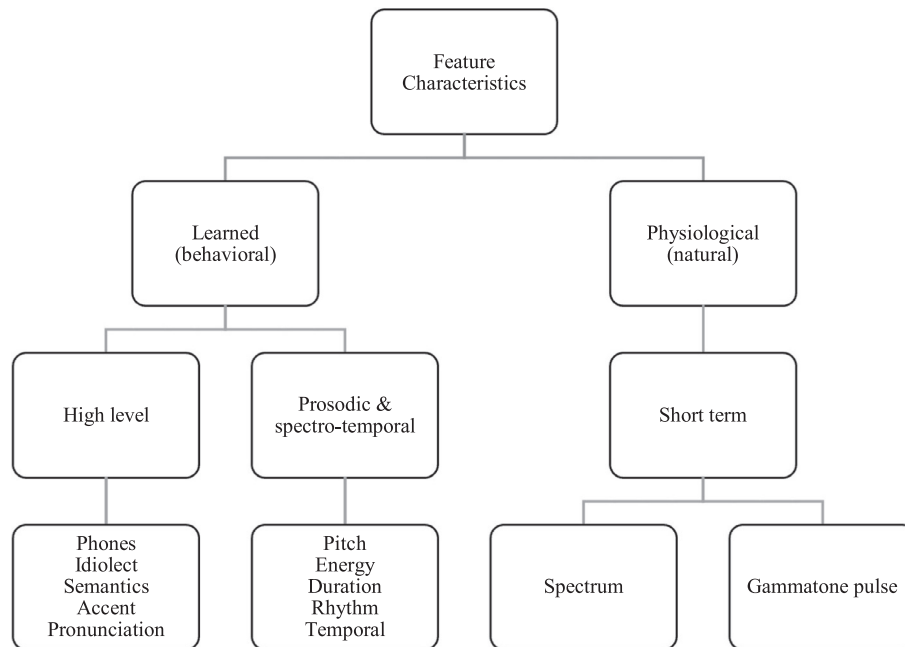 Feature
Characteristics
Learned
(behavioral)
Physiological
(natural)
High level
Prosodic &
spectro-temporal
Short term
Phones
Idiolect
Semantics
Accent
Pronunciation
Pitch
Energy
Duration
Rhythm
Temporal
Spectrum
Gammatone pulse